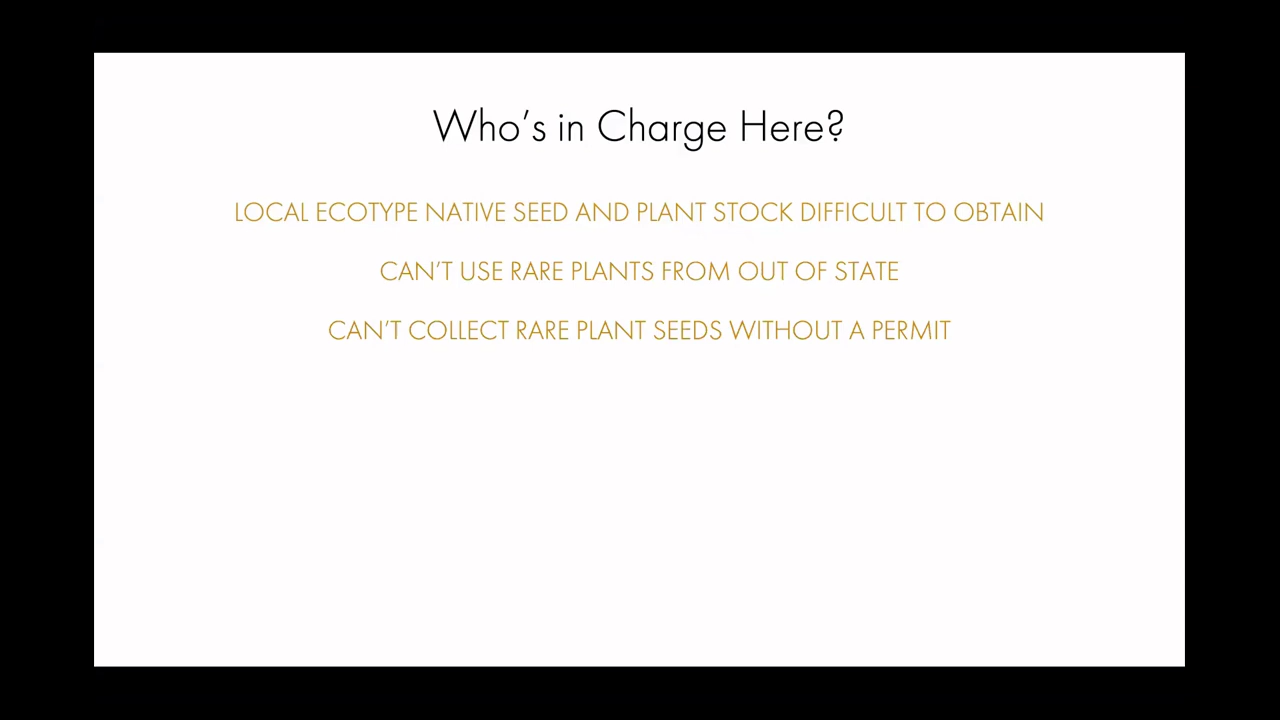 Who’s in Charge Here?
LOCAL ECOTYPE NATIVE SEED AND PLANT STOCK DIFFICULT TO OBTAIN
CAN’T USE RARE PLANTS FROM OUT OF STATE
CAN’T COLLECT RARE PLANT SEEDS WITHOUT A PERMIT